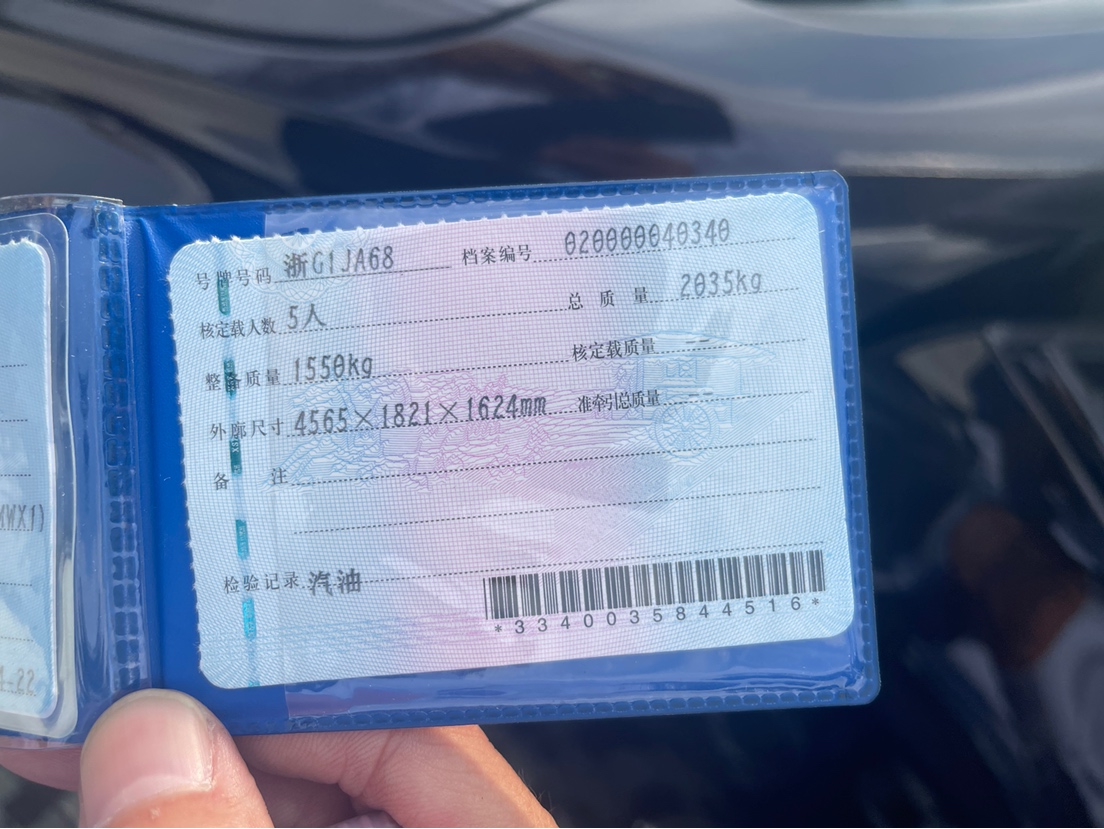 号牌号码 浙G1JA68 档案编号 020000040340
核定载人数 5人 总质量 2035kg
整备质量 1550kg 核定载质量 --
外廓尺寸 4565×1821×1624mm 准牵引总质量 --
备注
检验记录 汽油
*3340035844516*
WX1)
-22